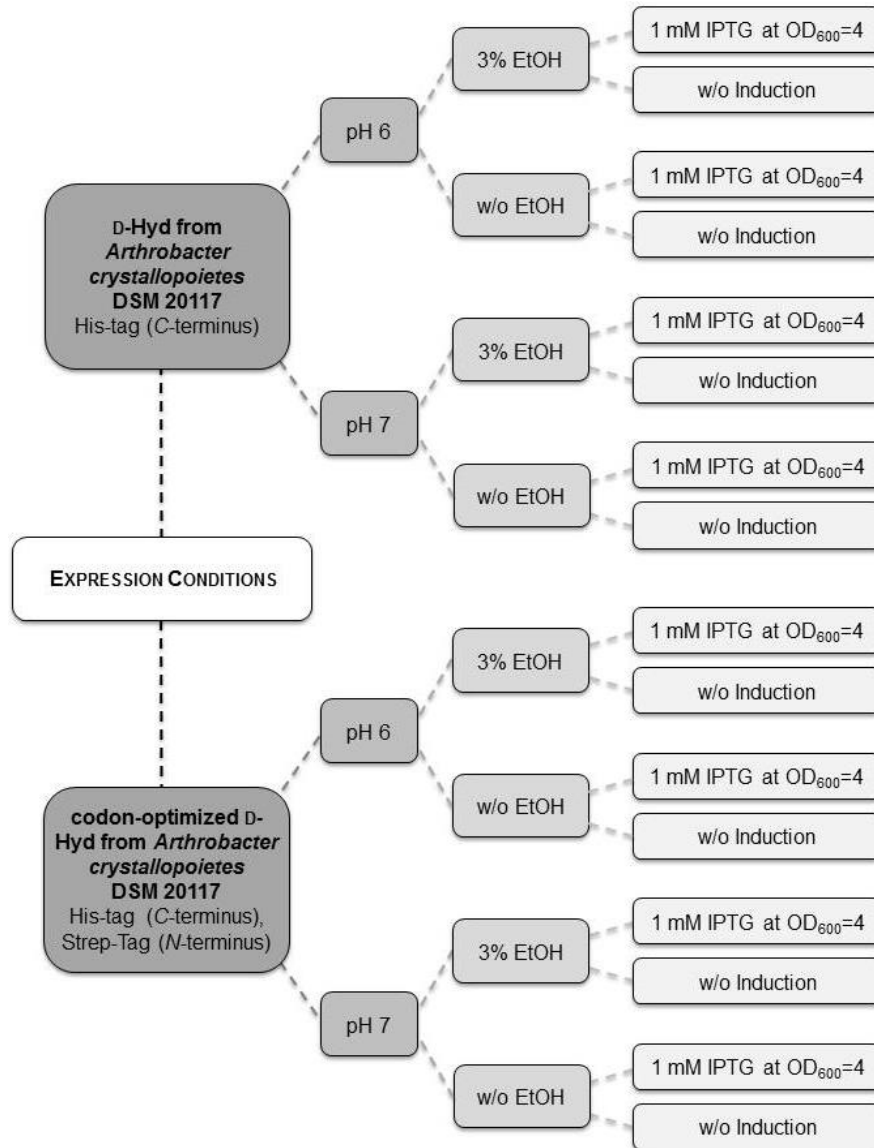 1 mM IPTG at OD600=4
3% EtOH
w/o Induction
pH 6
1 mM IPTG at OD600=4
w/o EtOH
w/o Induction
D-Hyd from
Arthrobacter
crystallopoietes
DSM 20117
His-tag (C-terminus)
1 mM IPTG at OD600=4
3% EtOH
w/o Induction
pH 7
1 mM IPTG at OD600=4
w/o EtOH
w/o Induction
EXPRESSION CONDITIONS
1 mM IPTG at OD600=4
3% EtOH
w/o Induction
pH 6
1 mM IPTG at OD600=4
w/o EtOH
w/o Induction
codon-optimized D-
Hyd from Arthrobacter
crystallopoietes
DSM 20117
His-tag (C-terminus),
Strep-Tag (N-terminus)
1 mM IPTG at OD600=4
3% EtOH
w/o Induction
pH 7
1 mM IPTG at OD600=4
w/o EtOH
w/o Induction